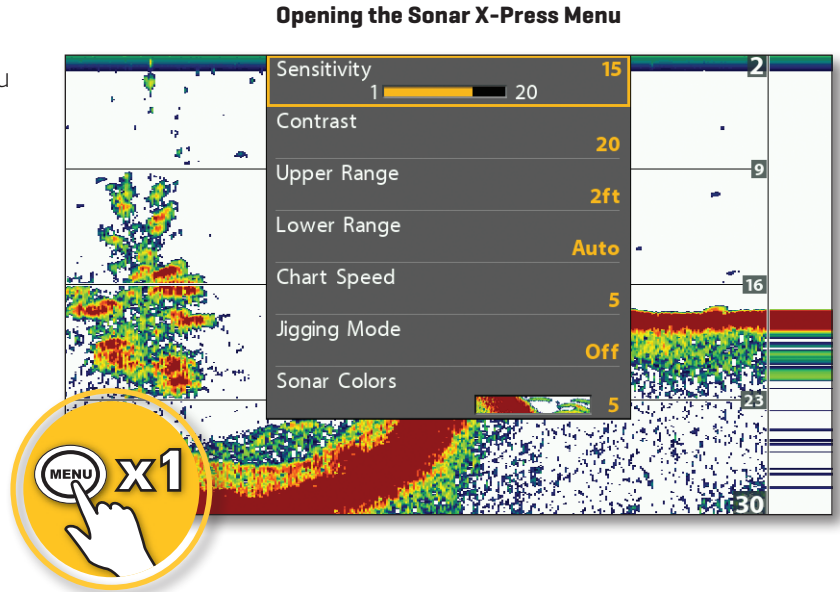 Opening the Sonar X-Press Menu
u
Sensitivity 15
1 20
Contrast
20
Upper Range
2ft
Lower Range
Auto
Chart Speed
5
Jigging Mode
Off
Sonar Colors
5
2
9
16
23
30
MENU x1